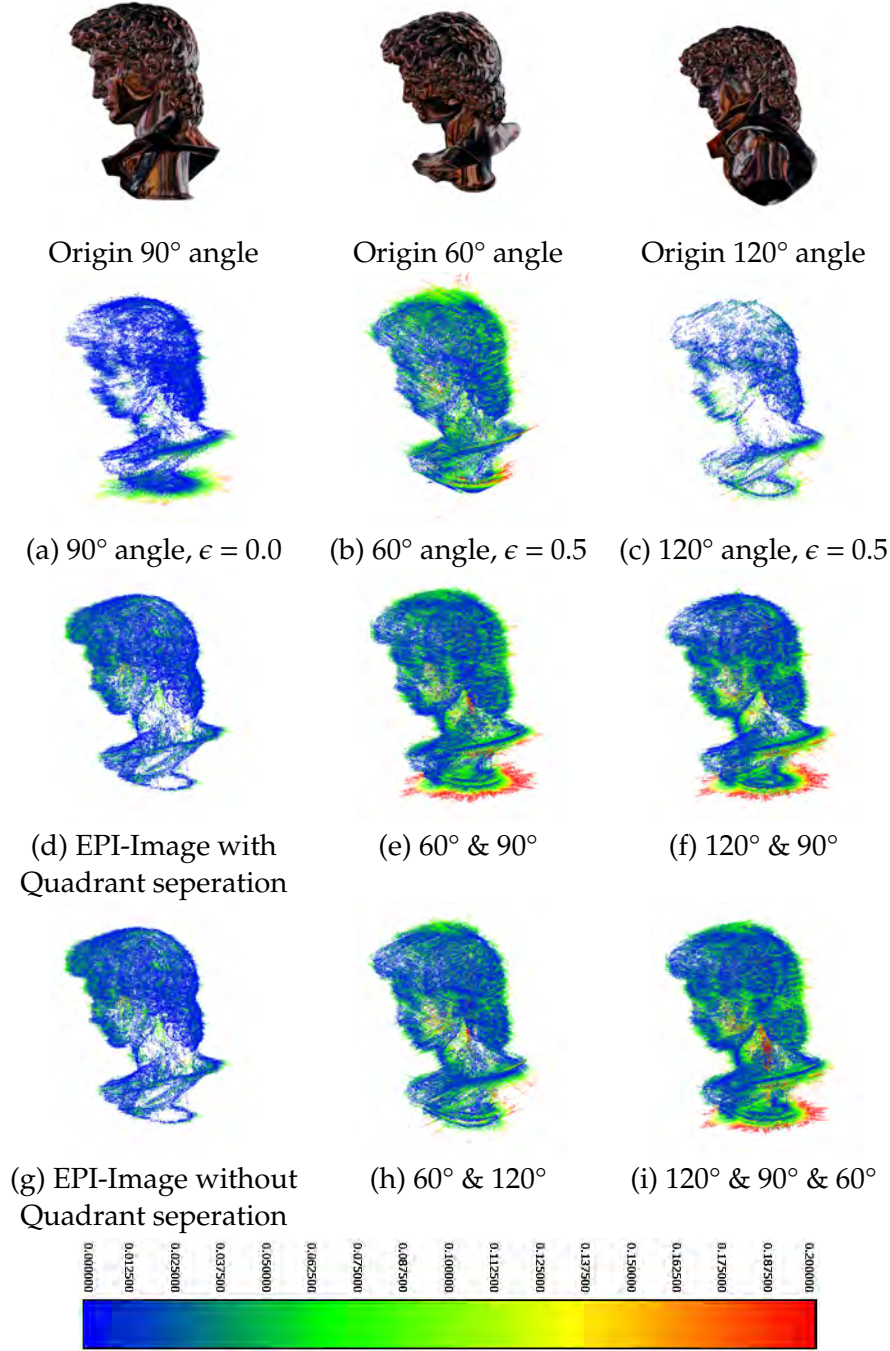 Origin 90° angle
Origin 60° angle
Origin 120° angle
(a) 90° angle, ϵ = 0.0
(b) 60° angle, ϵ = 0.5
(c) 120° angle, ϵ = 0.5
(d) EPI-Image with
Quadrant seperation
(e) 60° & 90°
(f) 120° & 90°
(g) EPI-Image without
Quadrant seperation
(h) 60° & 120°
(i) 120° & 90° & 60°
0.000000
0.012500
0.025000
0.037500
0.050000
0.062500
0.075000
0.087500
0.100000
0.112500
0.125000
0.137500
0.150000
0.162500
0.175000
0.187500
0.200000